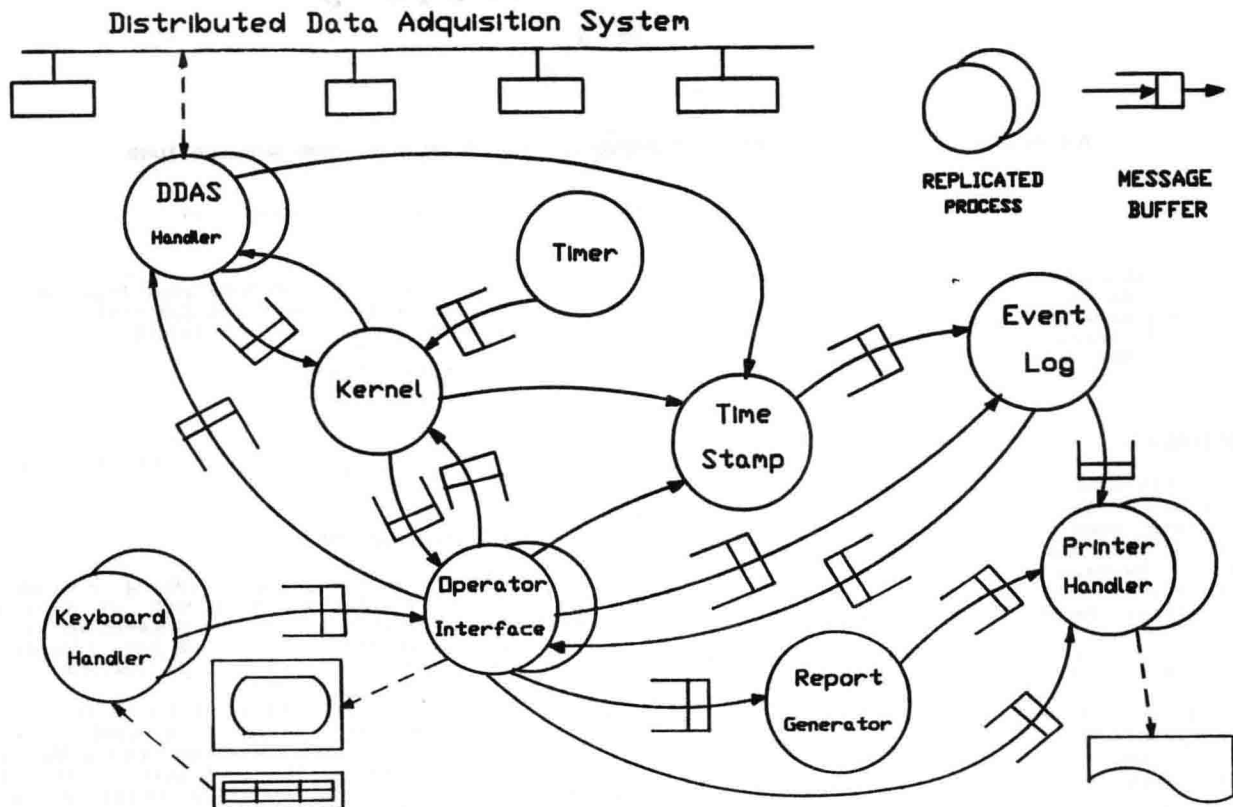 Distributed Data Adquisition System
REPLICATED
PROCESS
MESSAGE
BUFFER
DDAS
Handler
Timer
Event
Log
Kernel
Time
Stamp
Printer
Handler
Operator
Interface
Keyboard
Handler
Report
Generator